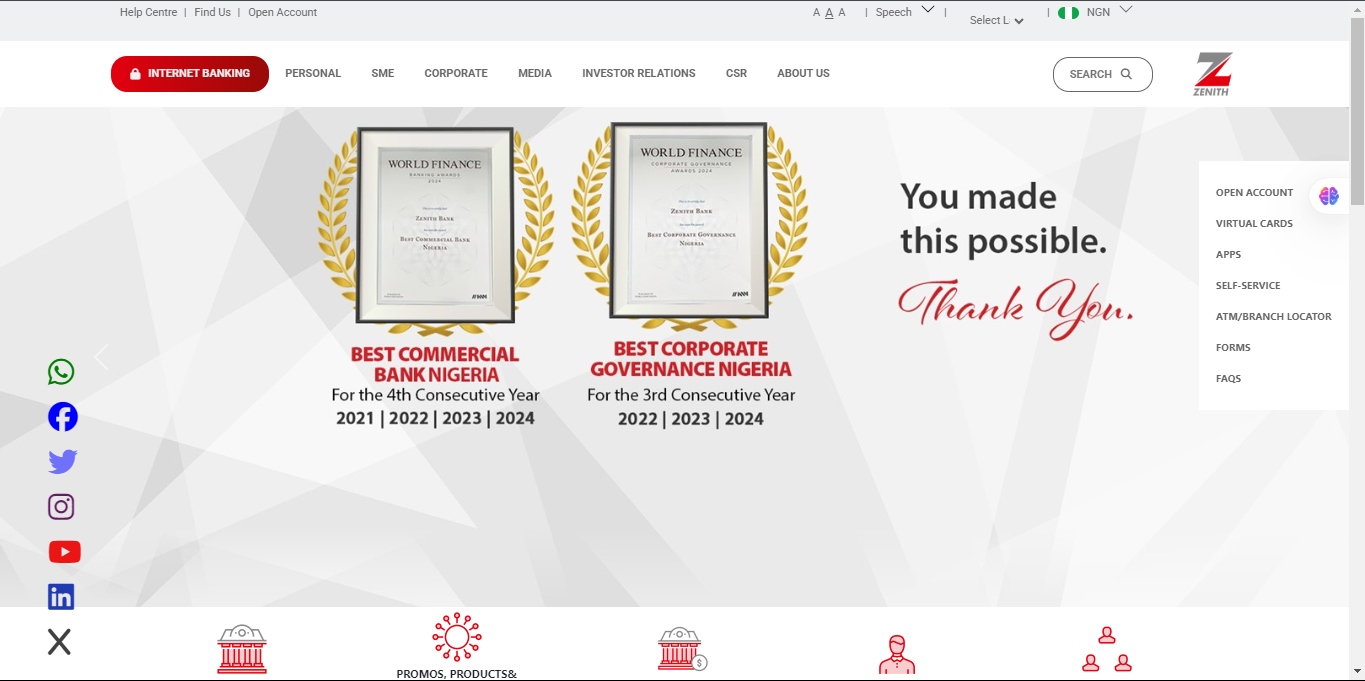 Help Centre | Find Us | Open Account
A A A | Speech | Select L | NGN
INTERNET BANKING PERSONAL SME CORPORATE MEDIA INVESTOR RELATIONS CSR ABOUT US SEARCH
ZENITH
WORLD FINANCE
BANKING AWARDS
2024
ZENITH BANK
BEST COMMERCIAL BANK
NIGERIA
WORLD FINANCE
CORPORATE GOVERNANCE
AWARDS 2024
ZENITH BANK
BEST CORPORATE GOVERNANCE
NIGERIA
BEST COMMERCIAL
BANK NIGERIA
For the 4th Consecutive Year
2021 | 2022 | 2023 | 2024
BEST CORPORATE
GOVERNANCE NIGERIA
For the 3rd Consecutive Year
2022 | 2023 | 2024
You made
this possible.
Thank You.
OPEN ACCOUNT
VIRTUAL CARDS
APPS
SELF-SERVICE
ATM/BRANCH LOCATOR
FORMS
FAQS
in
PROMOS, PRODUCTS&